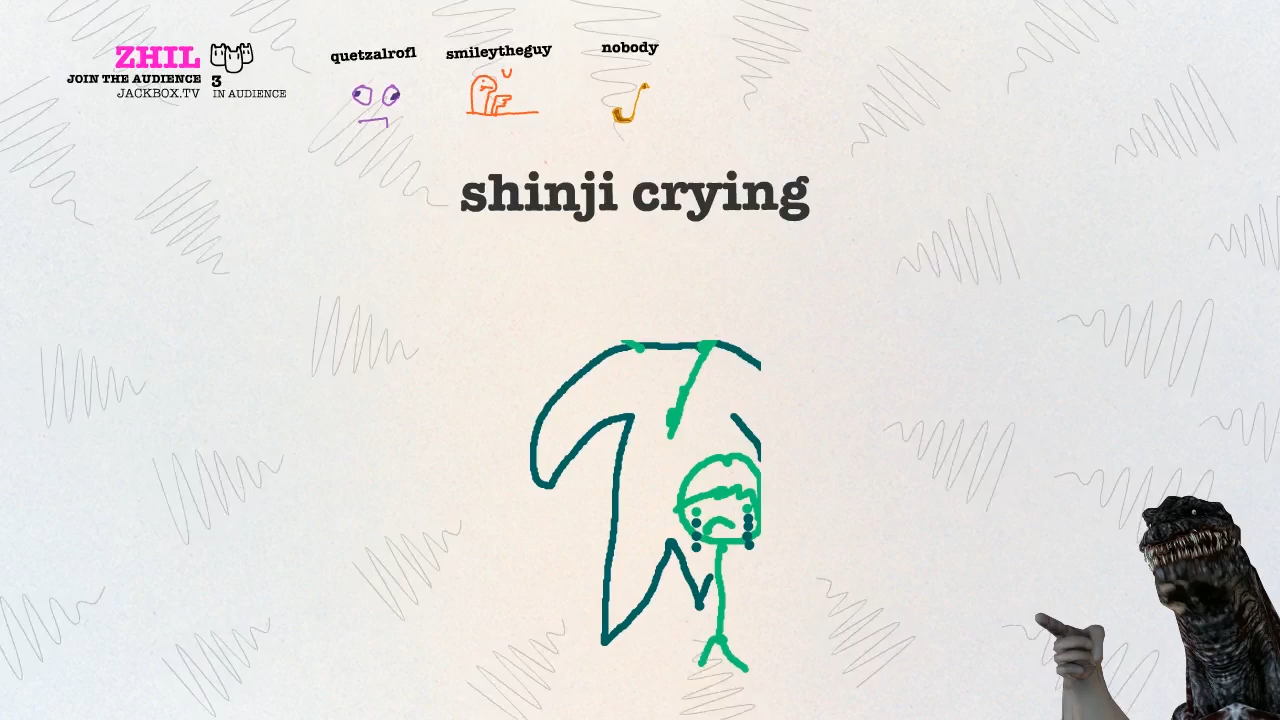 ZHIL
JOIN THE AUDIENCE 3
JACKBOX.TV IN AUDIENCE
quetzalrofl
smileytheguy
nobody
shinji crying